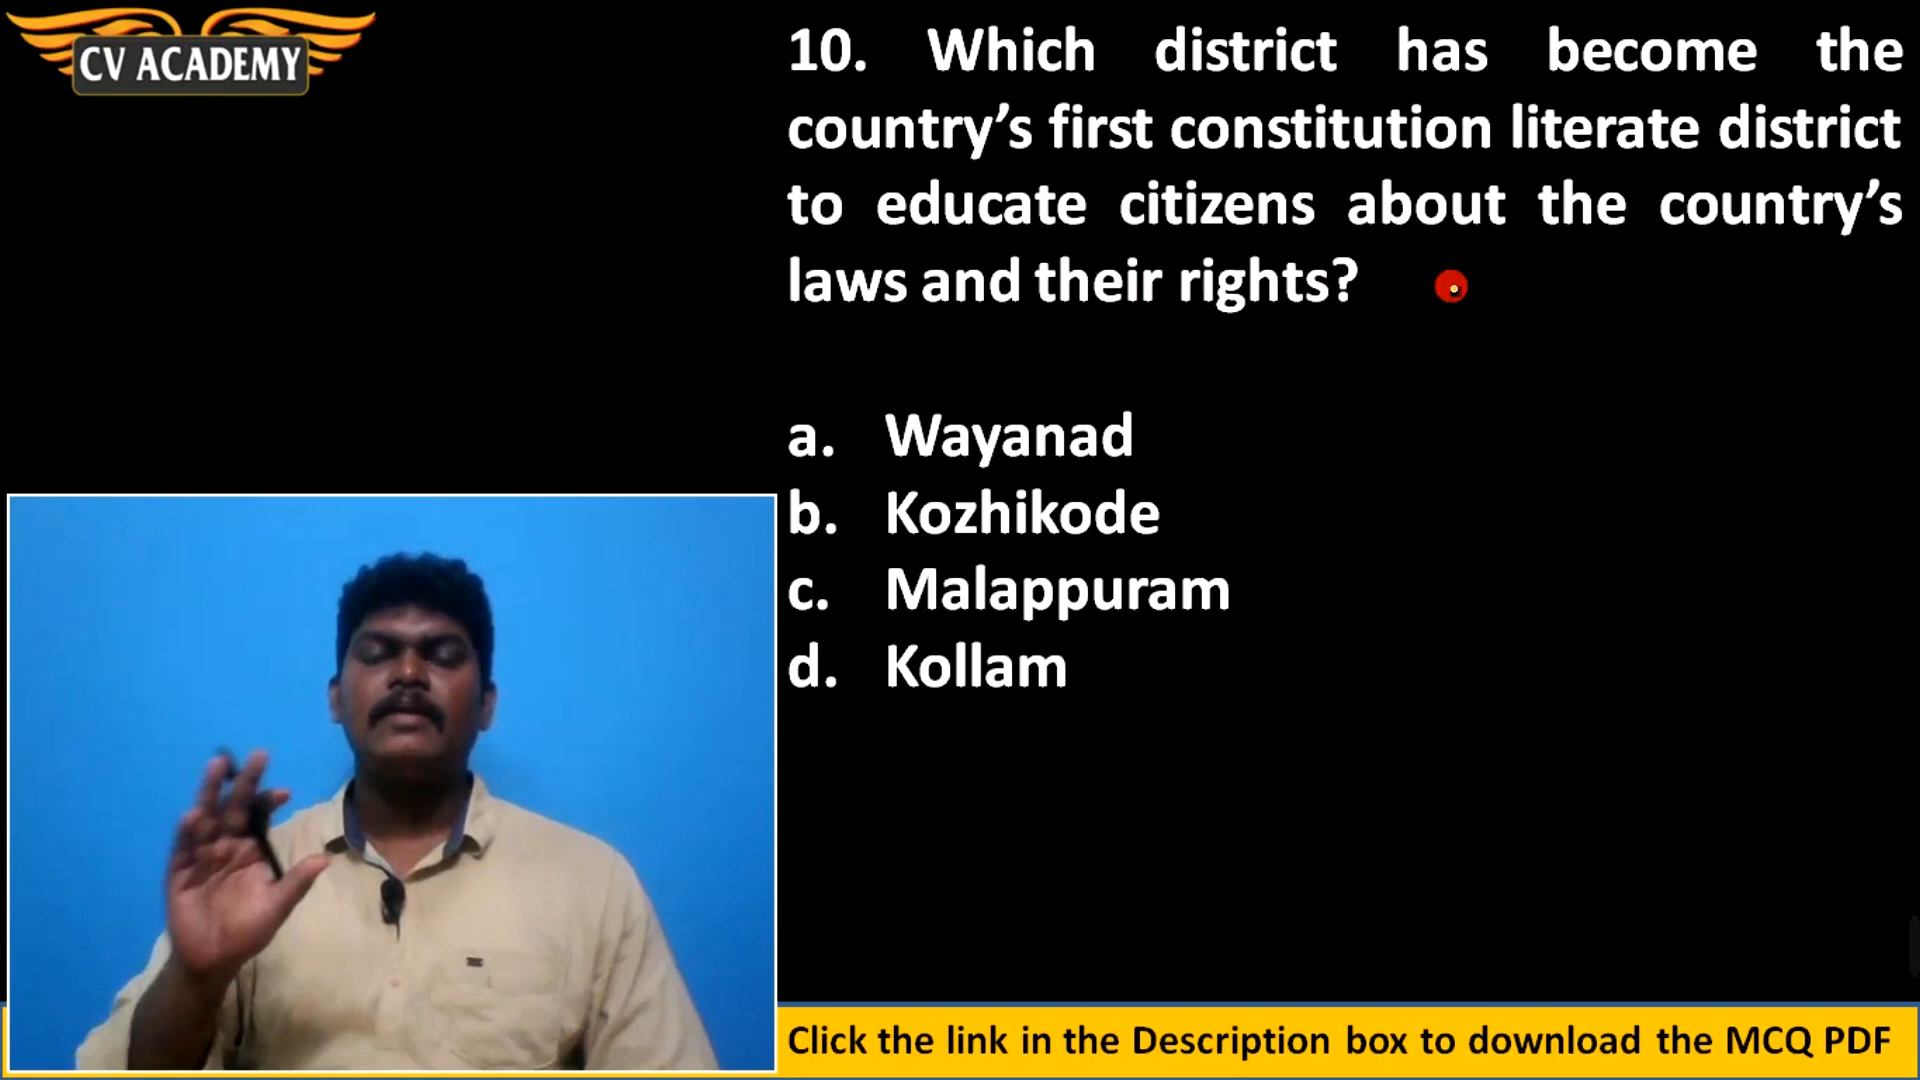 CV ACADEMY
10. Which district has become the
country’s first constitution literate district
to educate citizens about the country’s
laws and their rights?
a. Wayanad
b. Kozhikode
c. Malappuram
d. Kollam
Click the link in the Description box to download the MCQ PDF